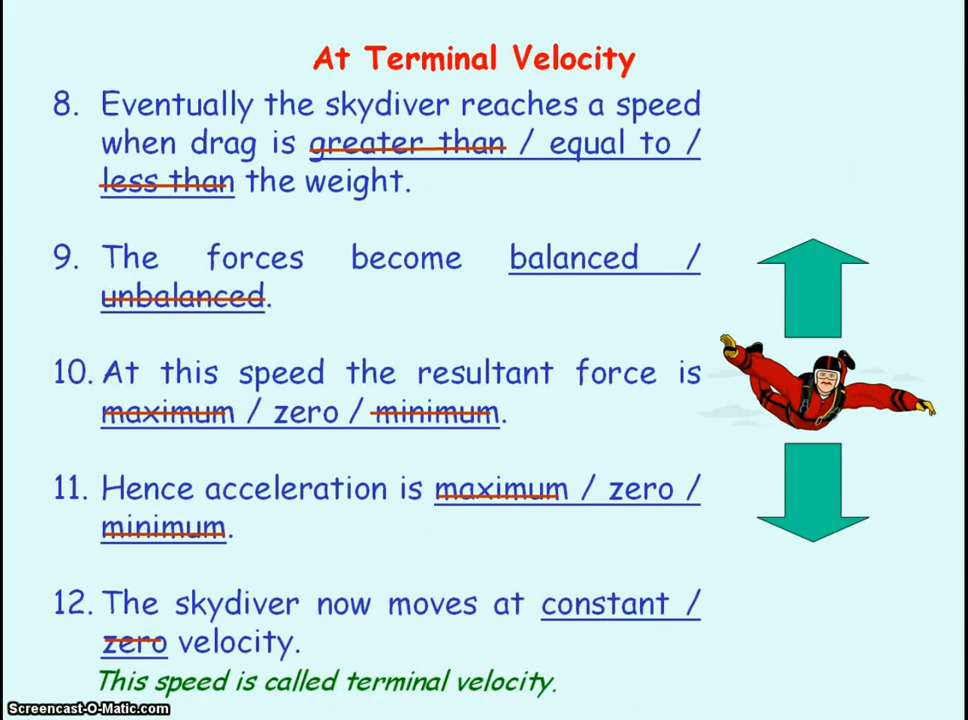 At Terminal Velocity
8. Eventually the skydiver reaches a speed
when drag is greater than / equal to /
less than the weight.
9. The forces become balanced /
unbalanced.
10. At this speed the resultant force is
maximum / zero / minimum.
11. Hence acceleration is maximum / zero /
minimum.
12. The skydiver now moves at constant /
zero velocity.
This speed is called terminal velocity.
Screencast-O-Matic.com